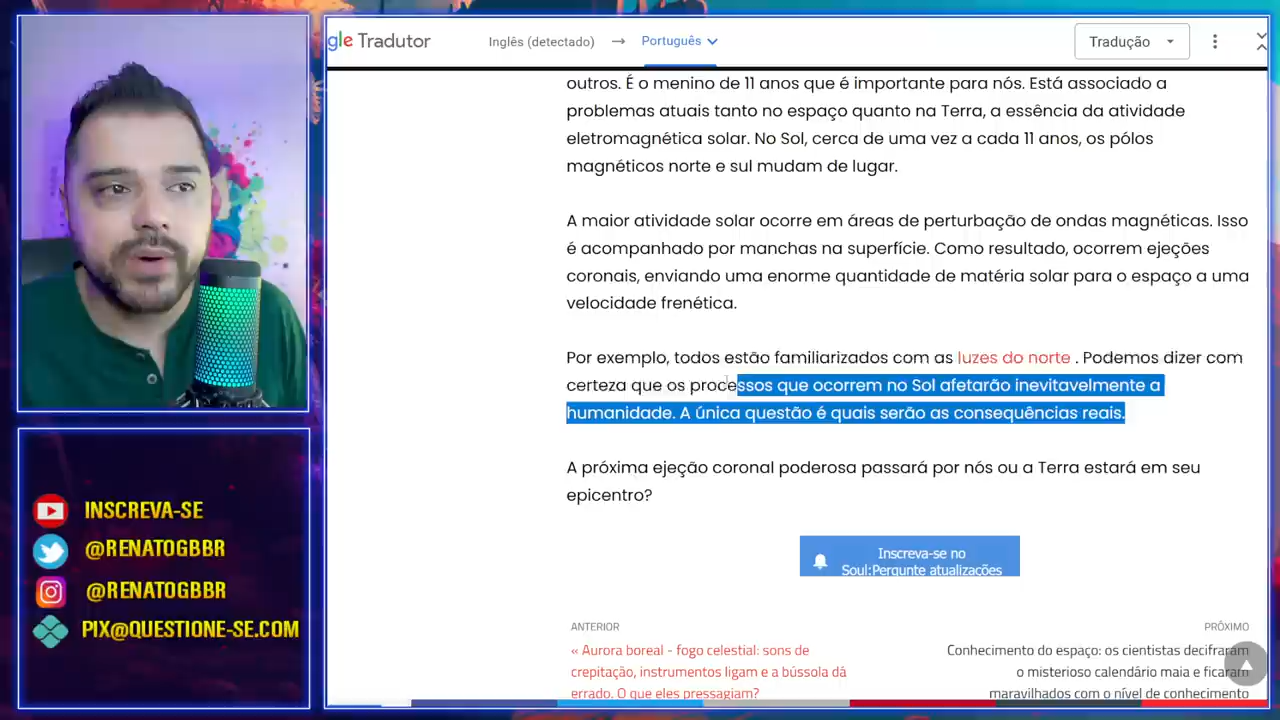 gle Tradutor
Inglês (detectado) → Português
Tradução
outros. É o menino de 11 anos que é importante para nós. Está associado a
problemas atuais tanto no espaço quanto na Terra, a essência da atividade
eletromagnética solar. No Sol, cerca de uma vez a cada 11 anos, os pólos
magnéticos norte e sul mudam de lugar.
A maior atividade solar ocorre em áreas de perturbação de ondas magnéticas. Isso
é acompanhado por manchas na superfície. Como resultado, ocorrem ejeções
coronais, enviando uma enorme quantidade de matéria solar para o espaço a uma
velocidade frenética.
Por exemplo, todos estão familiarizados com as luzes do norte . Podemos dizer com
certeza que os processos que ocorrem no Sol afetarão inevitavelmente a
humanidade. A única questão é quais serão as consequências reais.
A próxima ejeção coronal poderosa passará por nós ou a Terra estará em seu
epicentro?
Inscreva-se no
Soul:Pergunte atualizações
ANTERIOR
« Aurora boreal - fogo celestial: sons de
crepitação, instrumentos ligam e a bússola dá
errado. O que eles pressagiam?
PRÓXIMO
Conhecimento do espaço: os cientistas decifraram
o misterioso calendário maia e ficaram
maravilhados com o nível de conhecimento
INSCREVA-SE
@RENATOGBBR
@RENATOGBBR
PIX@QUESTIONE-SE.COM